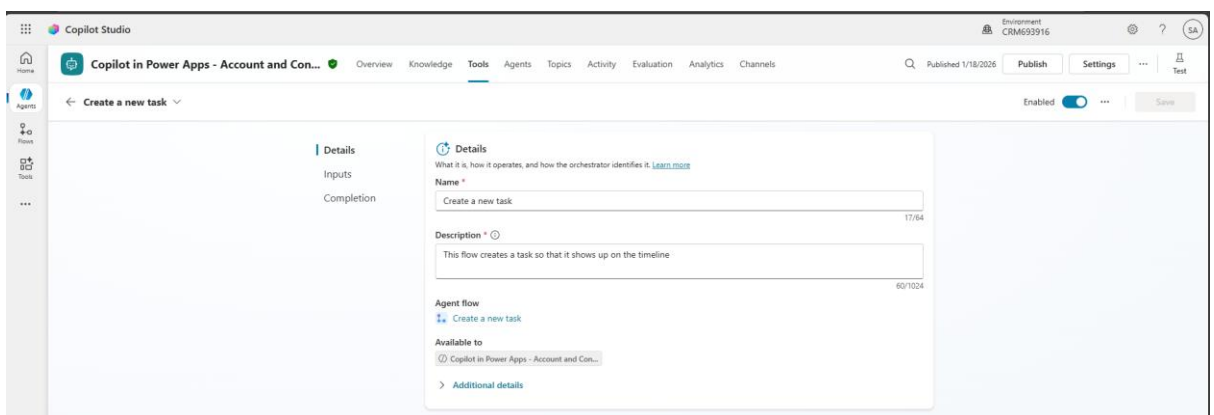 Copilot Studio
Environment
CRM693916
SA
Home
Copilot in Power Apps - Account and Con...
Overview Knowledge Tools Agents Topics Activity Evaluation Analytics Channels
Published 1/18/2026 Publish Settings ... Test
Agents
Create a new task
Enabled ... Save
Flows
Tools
...
Details
Inputs
Completion
Details
What it is, how it operates, and how the orchestrator identifies it. Learn more
Name *
Create a new task
17/64
Description *
This flow creates a task so that it shows up on the timeline
60/1024
Agent flow
Create a new task
Available to
Copilot in Power Apps - Account and Con...
Additional details